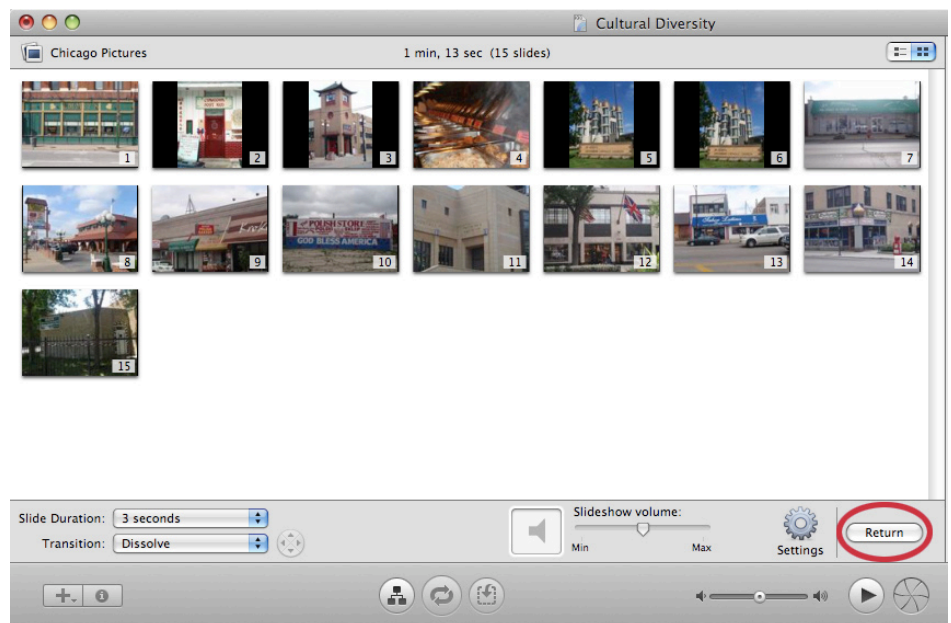 Cultural Diversity
Chicago Pictures
1 min, 13 sec (15 slides)
1
2
3
4
5
6
7
8
9
POLISH STORE
GOD BLESS AMERICA
10
11
12
13
14
15
Slide Duration: 3 seconds
Transition: Dissolve
Slideshow volume:
Min
Max
Settings
Return